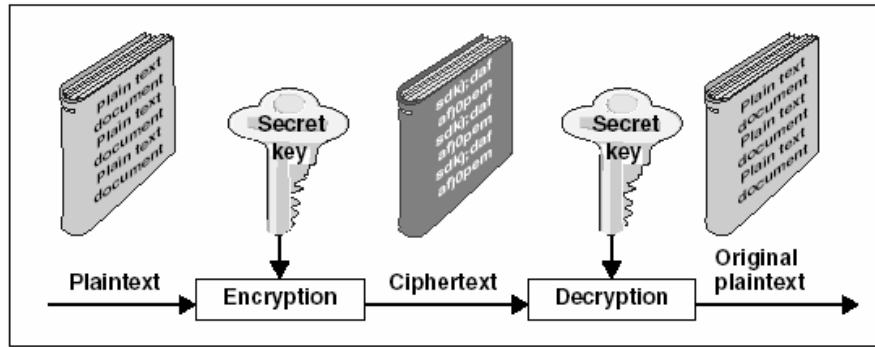 Plain text
document
Plain text
document
Plain text
document
Secret
key
sdkj;daf
afj0pem
sdkj;daf
afj0pem
sdkj;daf
afj0pem
Secret
key
Plain text
document
Plain text
document
Plain text
document
Plaintext
Encryption
Ciphertext
Decryption
Original
plaintext